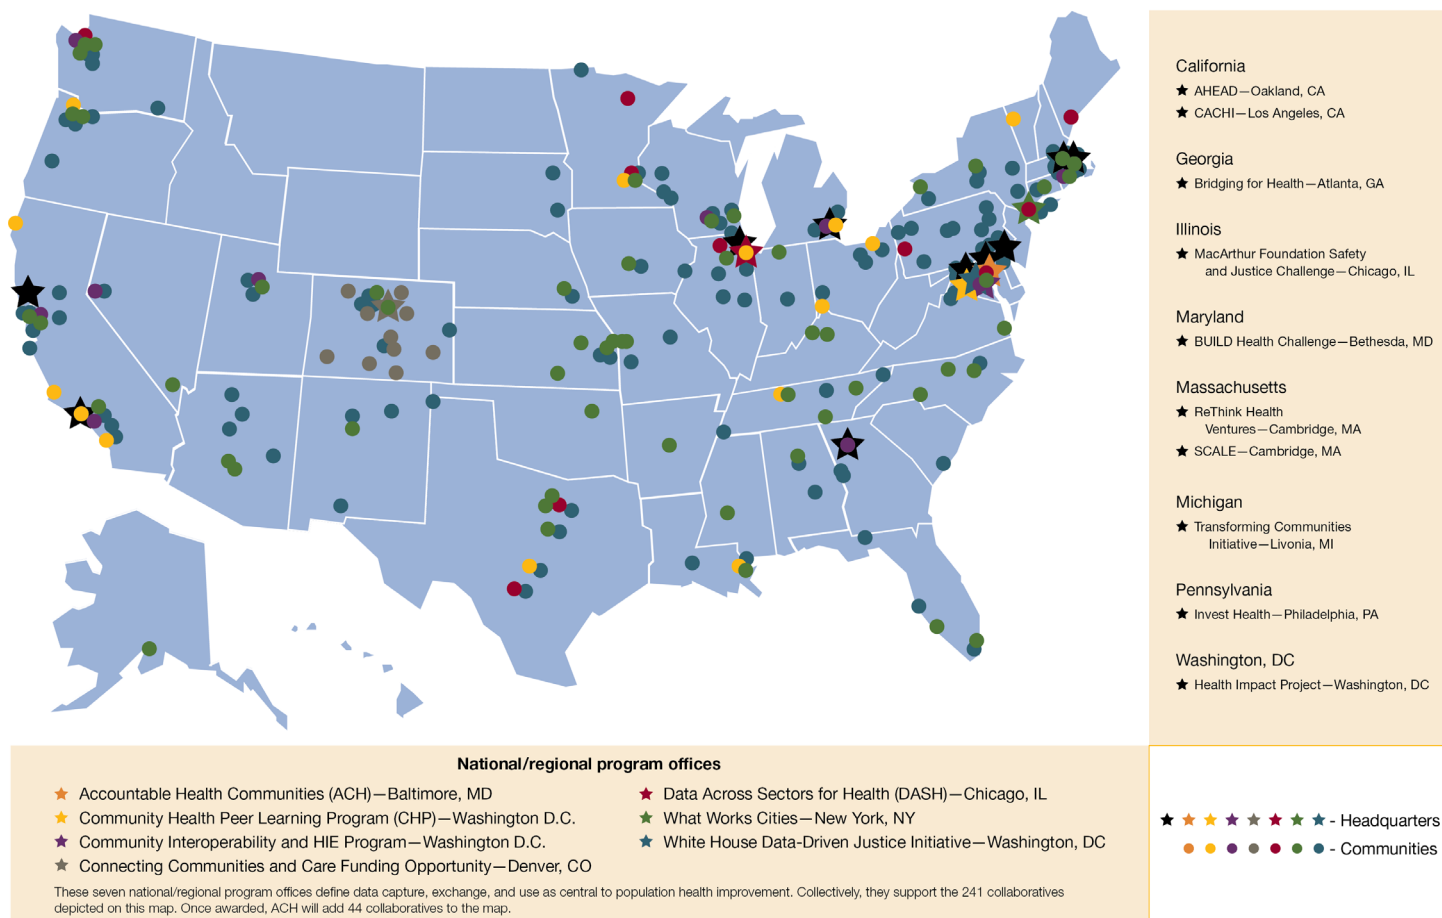 California
AHEAD—Oakland, CA
CACHI—Los Angeles, CA
Georgia
Bridging for Health—Atlanta, GA
Illinois
MacArthur Foundation Safety
and Justice Challenge—Chicago, IL
Maryland
BUILD Health Challenge—Bethesda, MD
Massachusetts
ReThink Health
Ventures—Cambridge, MA
SCALE—Cambridge, MA
Michigan
Transforming Communities
Initiative—Livonia, MI
Pennsylvania
Invest Health—Philadelphia, PA
Washington, DC
Health Impact Project—Washington, DC
National/regional program offices
Accountable Health Communities (ACH)—Baltimore, MD
Community Health Peer Learning Program (CHP)—Washington D.C.
Community Interoperability and HIE Program—Washington D.C.
Connecting Communities and Care Funding Opportunity—Denver, CO
Data Across Sectors for Health (DASH)—Chicago, IL
What Works Cities—New York, NY
White House Data-Driven Justice Initiative—Washington, DC
These seven national/regional program offices define data capture, exchange, and use as central to population health improvement. Collectively, they support the 241 collaboratives
depicted on this map. Once awarded, ACH will add 44 collaboratives to the map.
- Headquarters
- Communities